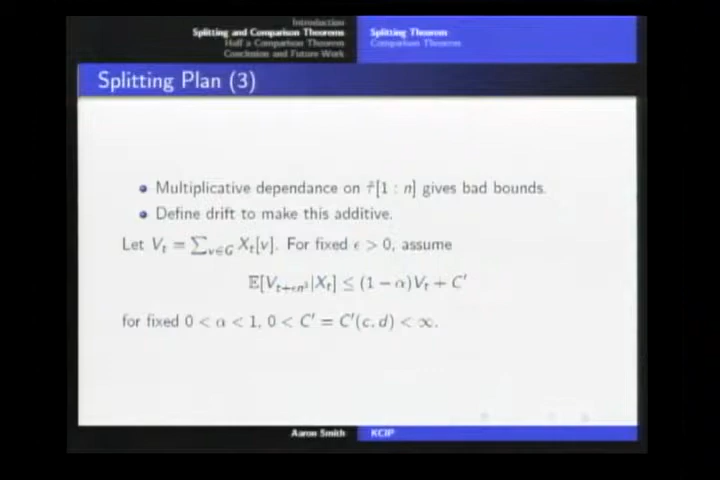 Introduction
Splitting and Comparison Theorems
Half a Comparison Theorem
Conclusion and Future Work
Splitting Theorem
Comparison Theorem
Splitting Plan (3)
Multiplicative dependance on τ̂[1 : n] gives bad bounds.
Define drift to make this additive.
Let V_t = ∑_{v∈G} X_t[v]. For fixed ε > 0, assume
𝔼[V_{t+εn³}|X_t] ≤ (1 − α)V_t + C′
for fixed 0 < α < 1, 0 < C′ = C′(c, d) < ∞.
Aaron Smith
KCIP